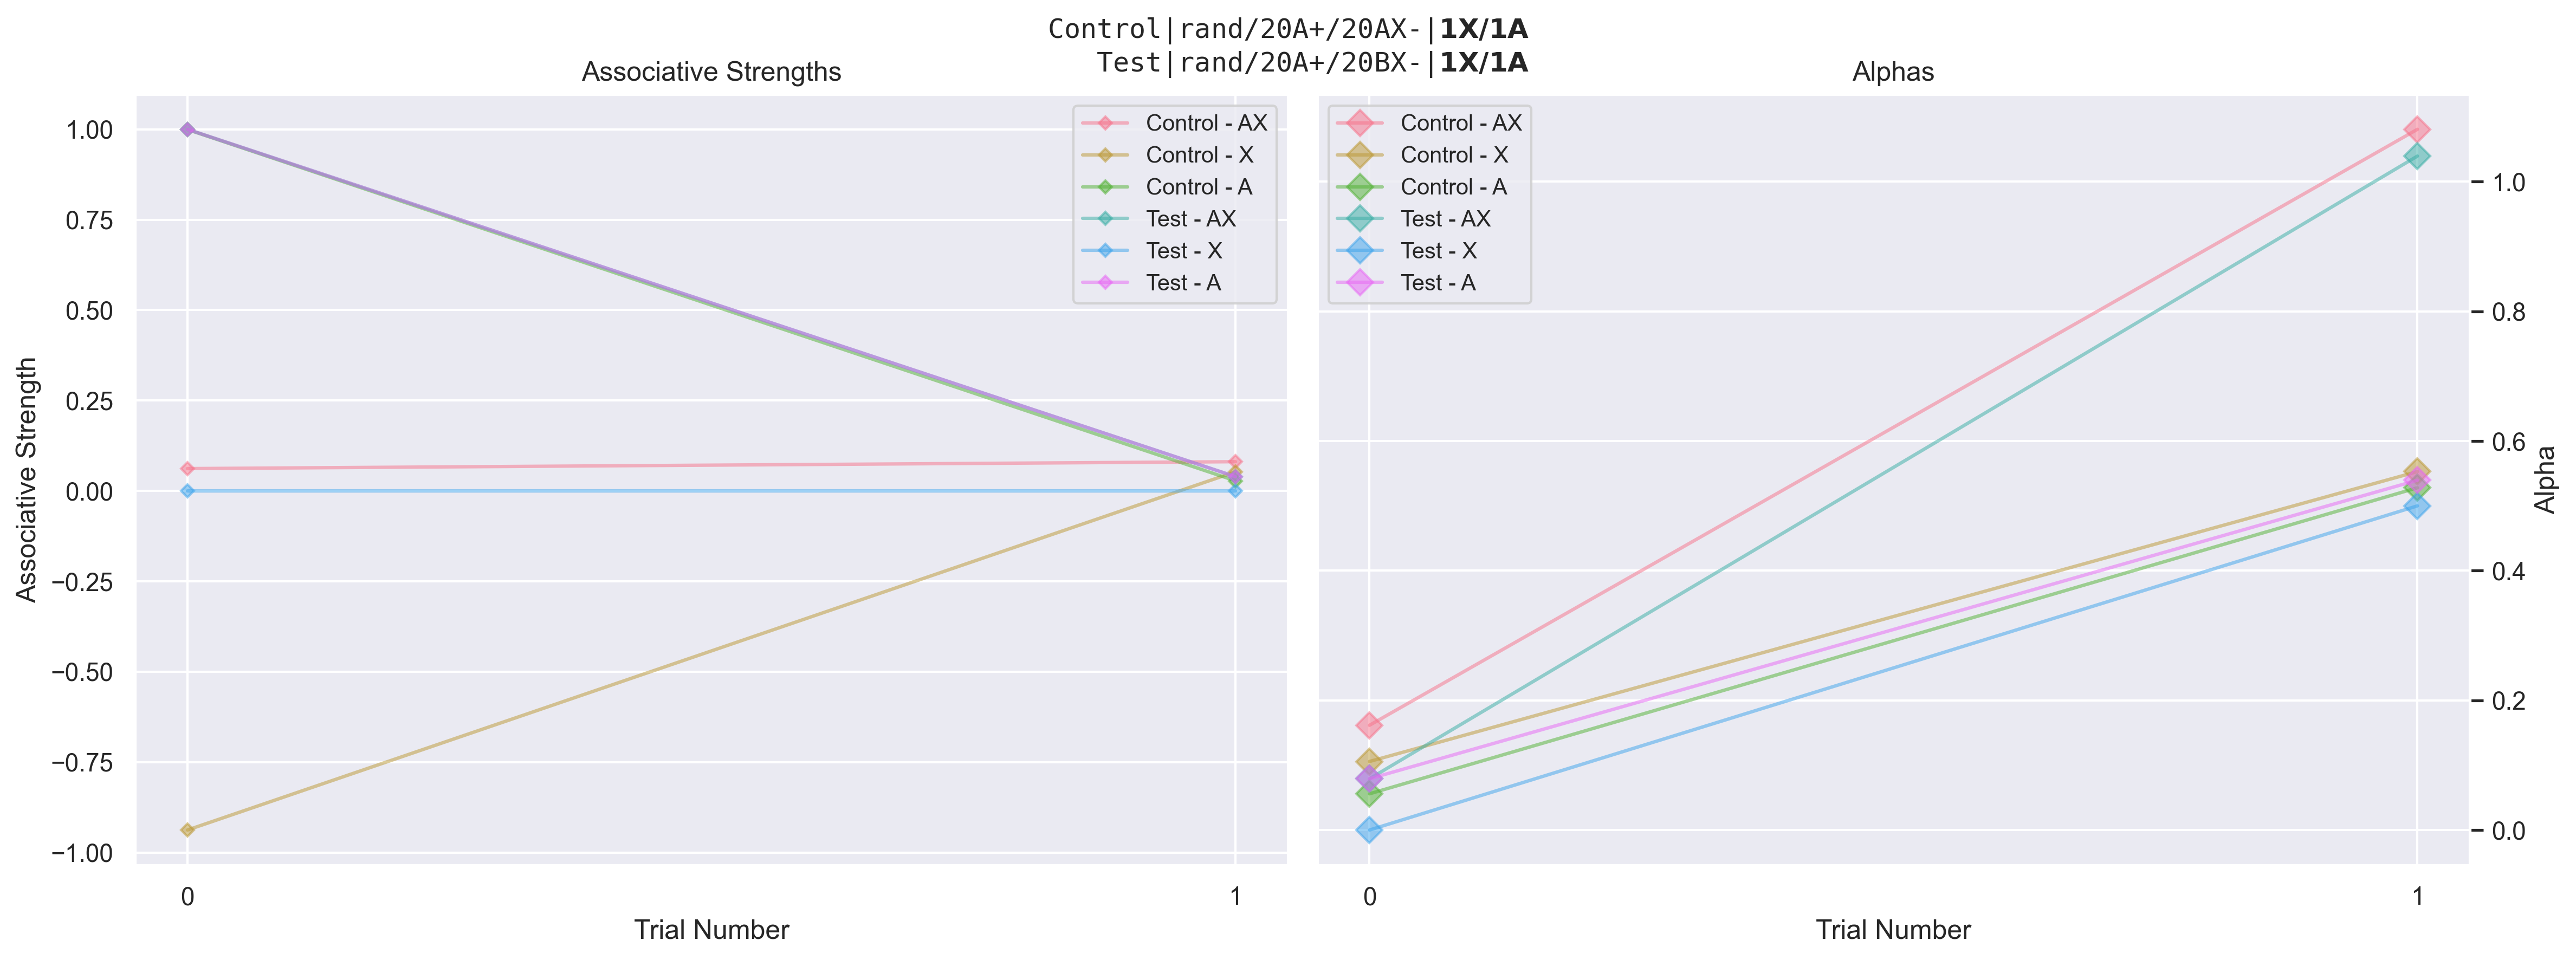 Control|rand/20A+/20AX-|1X/1A
Test|rand/20A+/20BX-|1X/1A
Associative Strengths
Associative Strength
1.00
0.75
0.50
0.25
0.00
−0.25
−0.50
−0.75
−1.00
Control - AX
Control - X
Control - A
Test - AX
Test - X
Test - A
0
1
Trial Number
Alphas
Control - AX
Control - X
Control - A
Test - AX
Test - X
Test - A
1.0
0.8
0.6
0.4
0.2
0.0
Alpha
0
1
Trial Number